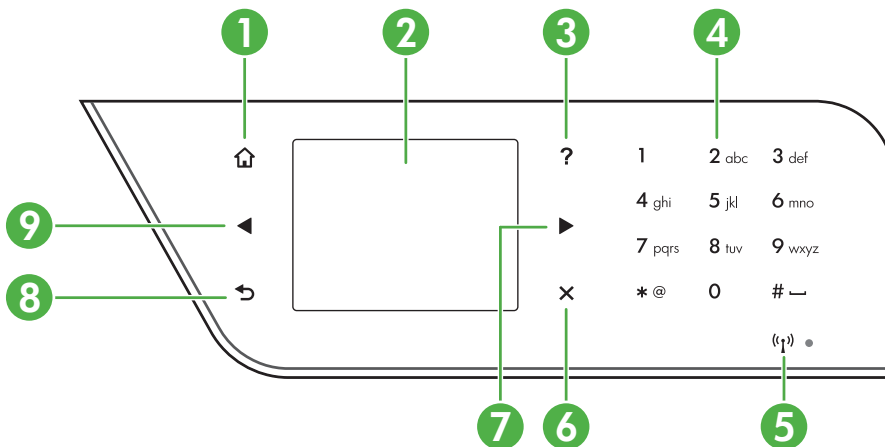 1 2 3 4
? 1 2 abc 3 def
4 ghi 5 jkl 6 mno
9 7
7 pqrs 8 tuv 9 wxyz
8 * @ 0 #
7 6 5